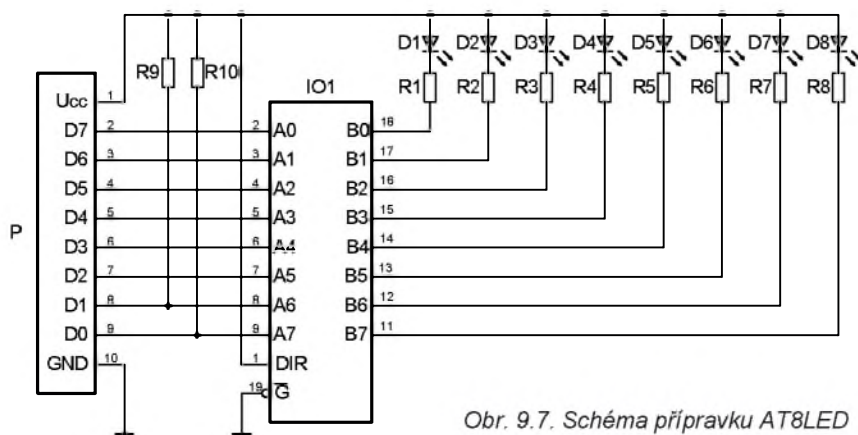 D1 D2 D3 D4 D5 D6 D7 D8
R9 R10
IO1
R1 R2 R3 R4 R5 R6 R7 R8
Ucc 1
D7 2 2 A0 B0 18
D6 3 3 A1 B1 17
D5 4 4 A2 B2 16
D4 5 5 A3 B3 15
P
D3 6 6 A4 B4 14
D2 7 7 A5 B5 13
D1 8 8 A6 B6 12
D0 9 9 A7 B7 11
GND 10 1 DIR
19 G
Obr. 9.7. Schéma přípravku AT8LED